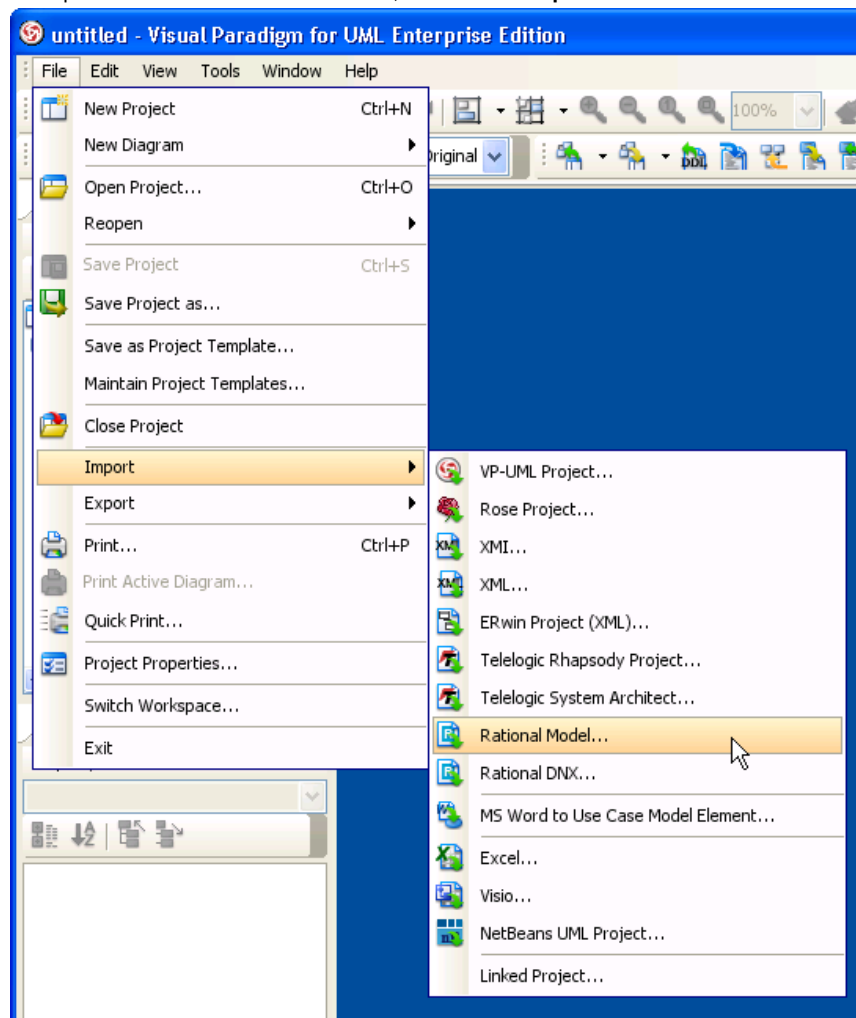 untitled - Visual Paradigm for UML Enterprise Edition
File Edit View Tools Window Help
New Project Ctrl+N
100%
New Diagram
Original
DDL
Open Project... Ctrl+O
Reopen
Save Project Ctrl+S
Save Project as...
Save as Project Template...
Maintain Project Templates...
Close Project
Import
Export
Print... Ctrl+P
Print Active Diagram...
Quick Print...
Project Properties...
Switch Workspace...
Exit
VP-UML Project...
Rose Project...
XMI...
XML...
ERwin Project (XML)...
Telelogic Rhapsody Project...
Telelogic System Architect...
Rational Model...
Rational DNX...
MS Word to Use Case Model Element...
Excel...
Visio...
NetBeans UML Project...
Linked Project...